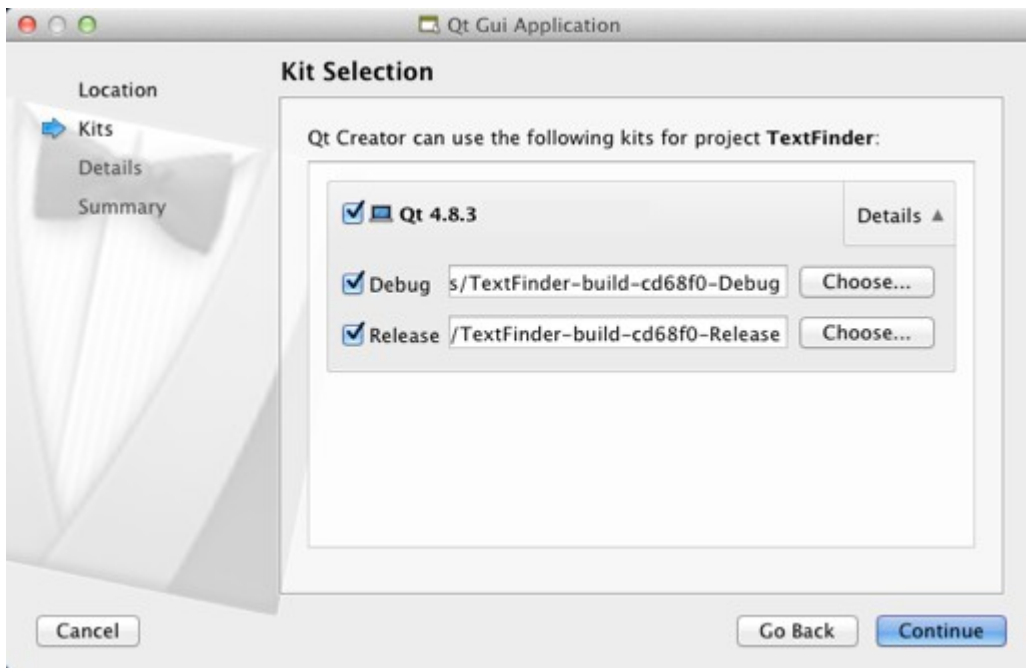 Qt Gui Application
Location
Kits
Details
Summary
Kit Selection
Qt Creator can use the following kits for project TextFinder:
Qt 4.8.3
Details ▲
Debug s/TextFinder-build-cd68f0-Debug Choose...
Release /TextFinder-build-cd68f0-Release Choose...
Cancel
Go Back Continue